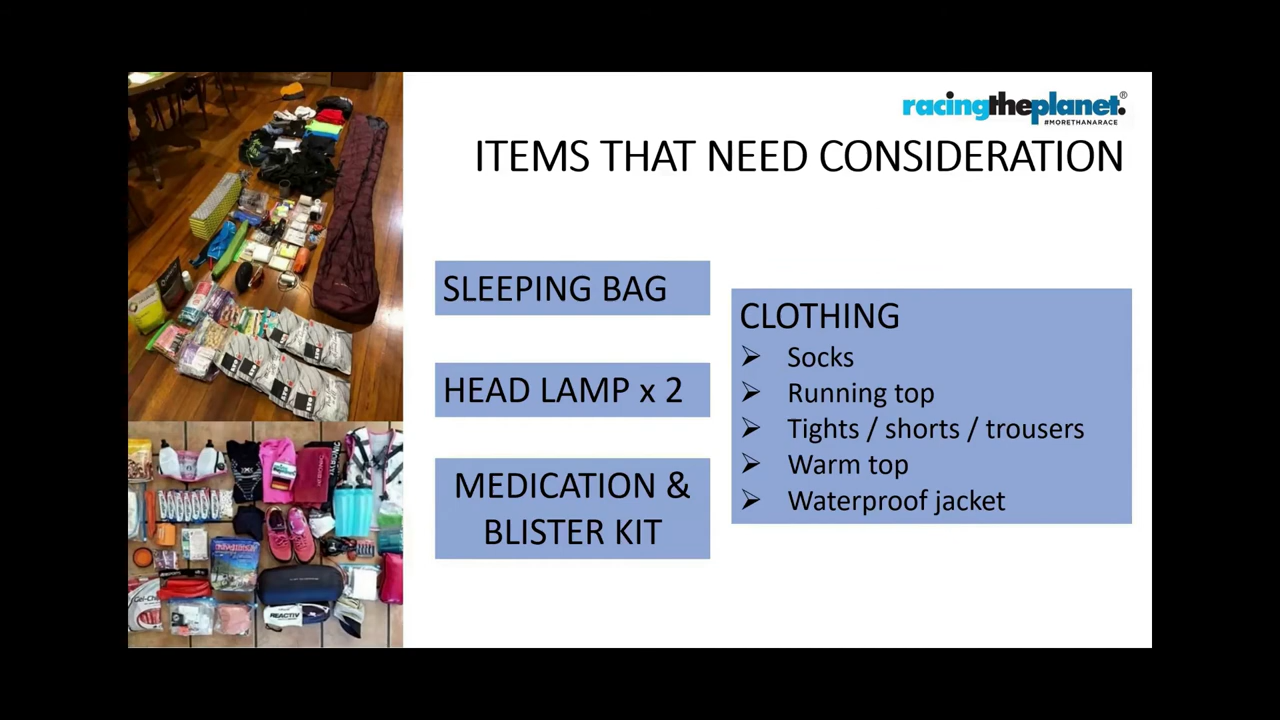 racingtheplanet.®
#MORETHANARACE
ITEMS THAT NEED CONSIDERATION
SLEEPING BAG
HEAD LAMP x 2
MEDICATION &
BLISTER KIT
CLOTHING
➢ Socks
➢ Running top
➢ Tights / shorts / trousers
➢ Warm top
➢ Waterproof jacket
REACTIV